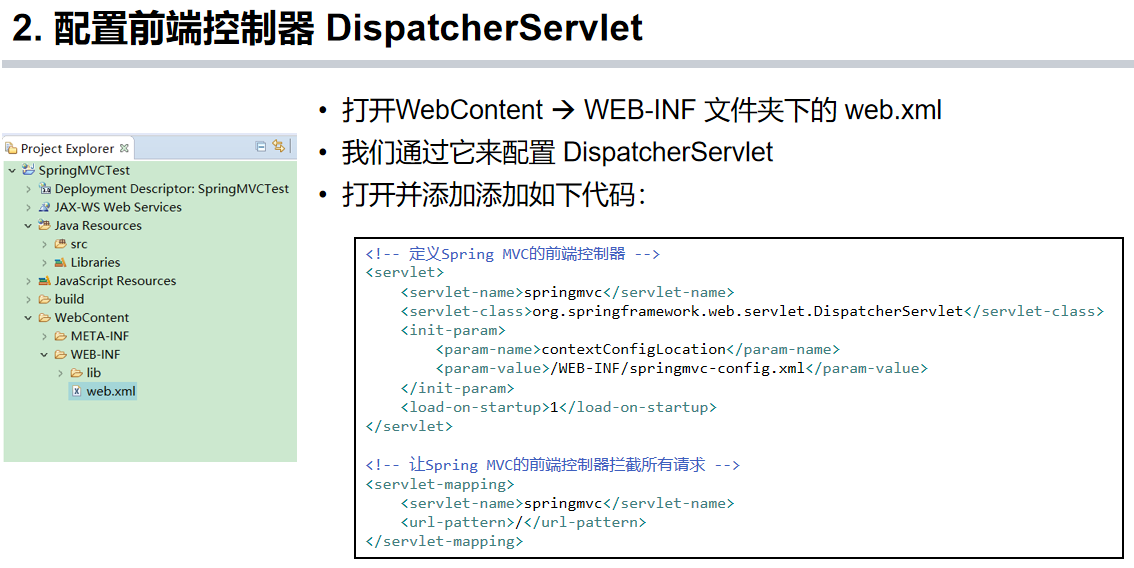 2. 配置前端控制器 DispatcherServlet
• 打开WebContent → WEB-INF 文件夹下的 web.xml
• 我们通过它来配置 DispatcherServlet
• 打开并添加添加如下代码：
Project Explorer
SpringMVCTest
Deployment Descriptor: SpringMVCTest
JAX-WS Web Services
Java Resources
src
Libraries
JavaScript Resources
build
WebContent
META-INF
WEB-INF
lib
web.xml
<!-- 定义Spring MVC的前端控制器 -->
<servlet>
    <servlet-name>springmvc</servlet-name>
    <servlet-class>org.springframework.web.servlet.DispatcherServlet</servlet-class>
    <init-param>
        <param-name>contextConfigLocation</param-name>
        <param-value>/WEB-INF/springmvc-config.xml</param-value>
    </init-param>
    <load-on-startup>1</load-on-startup>
</servlet>
<!-- 让Spring MVC的前端控制器拦截所有请求 -->
<servlet-mapping>
    <servlet-name>springmvc</servlet-name>
    <url-pattern>/</url-pattern>
</servlet-mapping>